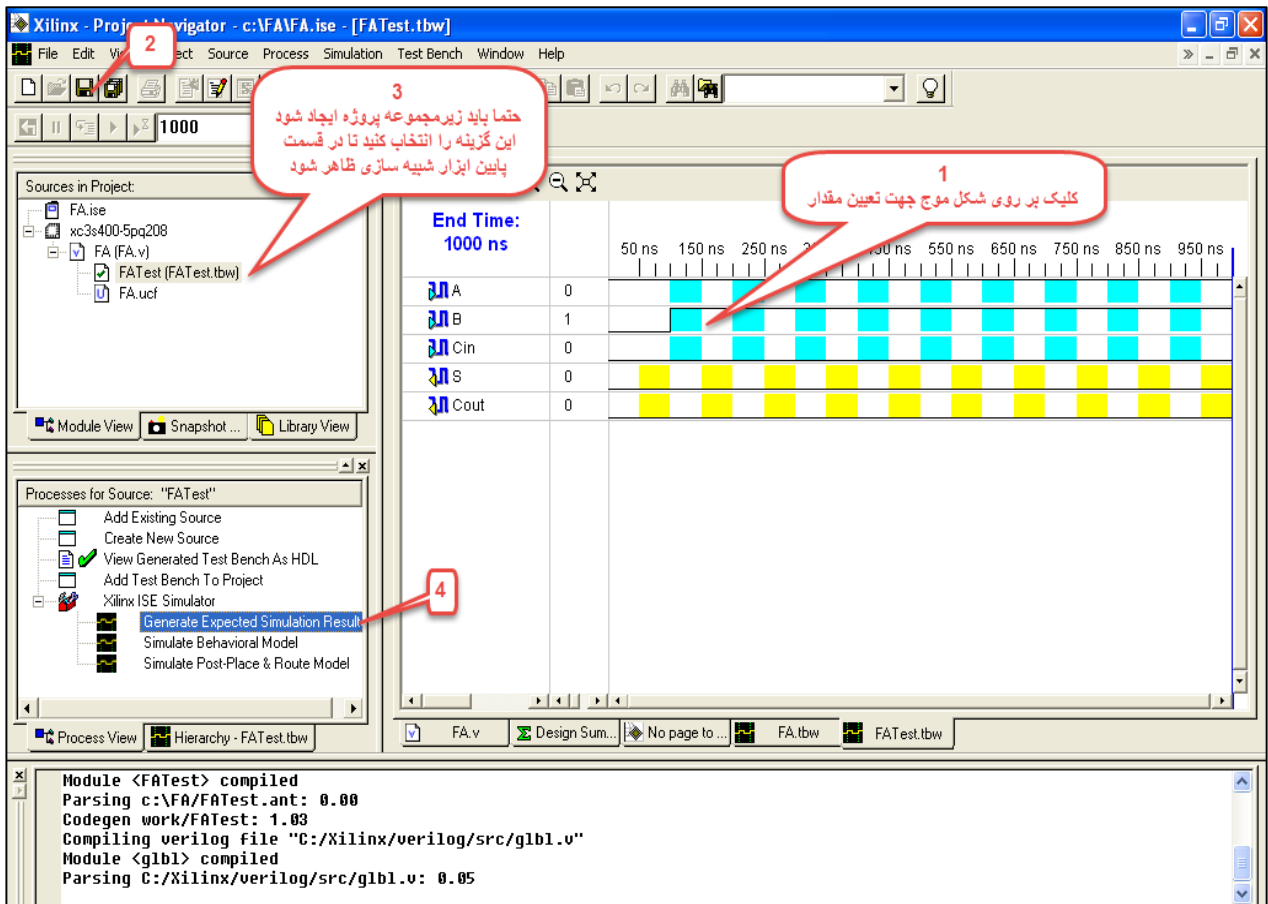 Xilinx - Project Navigator - c:\FA\FA.ise - [FATest.tbw]
File Edit Source Process Simulation Test Bench Window Help
2
1000
3
حتما باید زیرمجموعه پروژه ایجاد شود
این گزینه را انتخاب کنید تا در قسمت
پایین ابزار شبیه سازی ظاهر شود
Sources in Project:
FA.ise
xc3s400-5pq208
FA (FA.v)
FATest (FATest.tbw)
FA.ucf
Module View Snapshot ... Library View
Processes for Source: "FATest"
Add Existing Source
Create New Source
View Generated Test Bench As HDL
Add Test Bench To Project
Xilinx ISE Simulator
Generate Expected Simulation Result
Simulate Behavioral Model
Simulate Post-Place & Route Model
4
Process View Hierarchy - FATest.tbw
1
کلیک بر روی شکل موج جهت تعیین مقدار
End Time:
1000 ns
50 ns 150 ns 250 ns 550 ns 650 ns 750 ns 850 ns 950 ns
A 0
B 1
Cin 0
S 0
Cout 0
FA.v Design Sum... No page to ... FA.tbw FATest.tbw
Module <FATest> compiled
Parsing c:\FA/FATest.ant: 0.00
Codegen work/FATest: 1.03
Compiling verilog file "C:/Xilinx/verilog/src/glbl.v"
Module <glbl> compiled
Parsing C:/Xilinx/verilog/src/glbl.v: 0.05